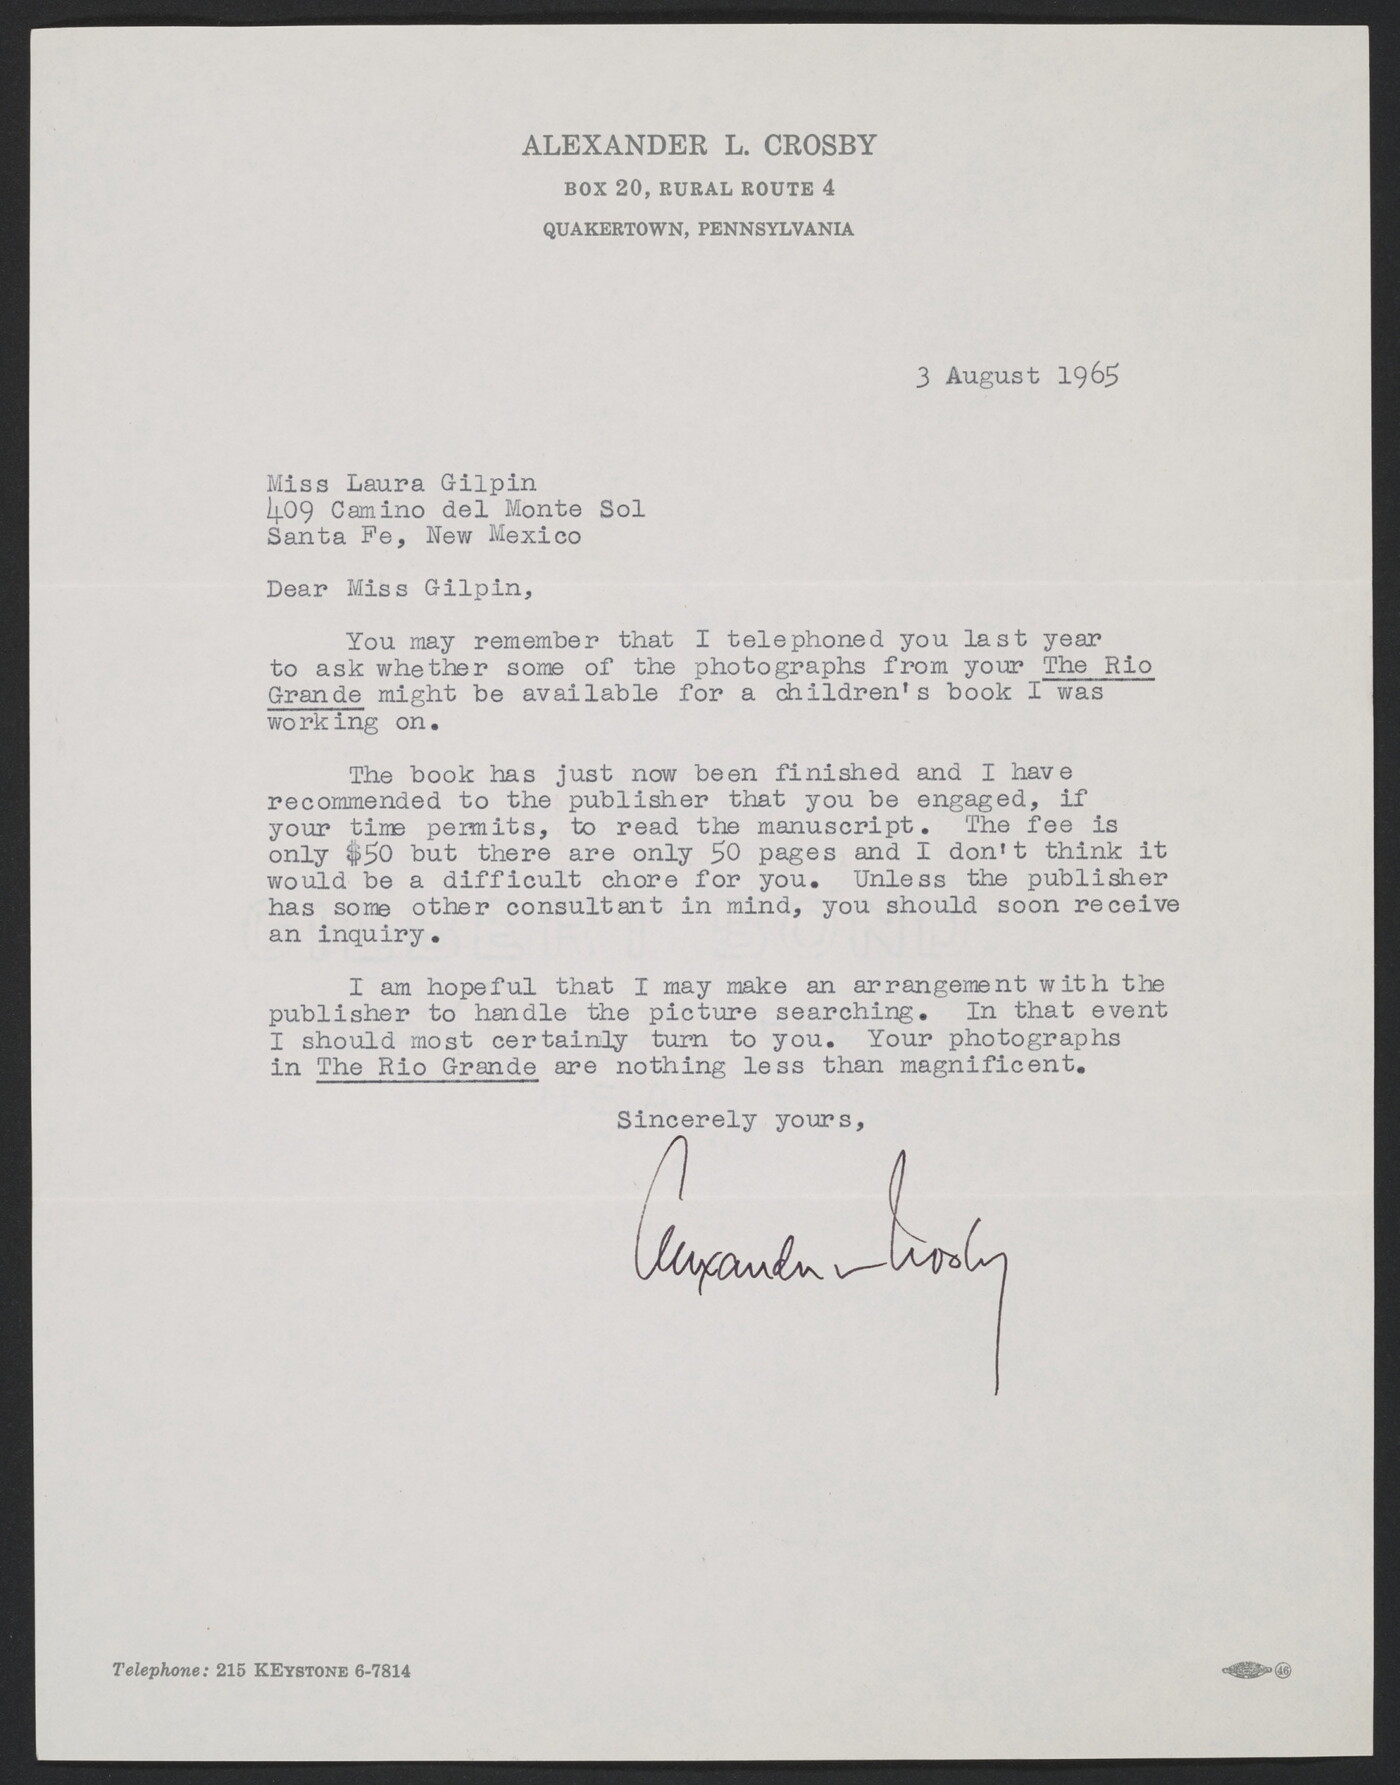 ALEXANDER L. CROSBY
BOX 20, RURAL ROUTE 4
QUAKERTOWN, PENNSYLVANIA
3 August 1965
Miss Laura Gilpin
409 Camino del Monte Sol
Santa Fe, New Mexico
Dear Miss Gilpin,
You may remember that I telephoned you last year
to ask whether some of the photographs from your The Rio
Grande might be available for a children's book I was
working on.
The book has just now been finished and I have
recommended to the publisher that you be engaged, if
your time permits, to read the manuscript. The fee is
only $50 but there are only 50 pages and I don't think it
would be a difficult chore for you. Unless the publisher
has some other consultant in mind, you should soon receive
an inquiry.
I am hopeful that I may make an arrangement with the
publisher to handle the picture searching. In that event
I should most certainly turn to you. Your photographs
in The Rio Grande are nothing less than magnificent.
Sincerely yours,
Alexander Crosby
Telephone: 215 KEYSTONE 6-7814
46